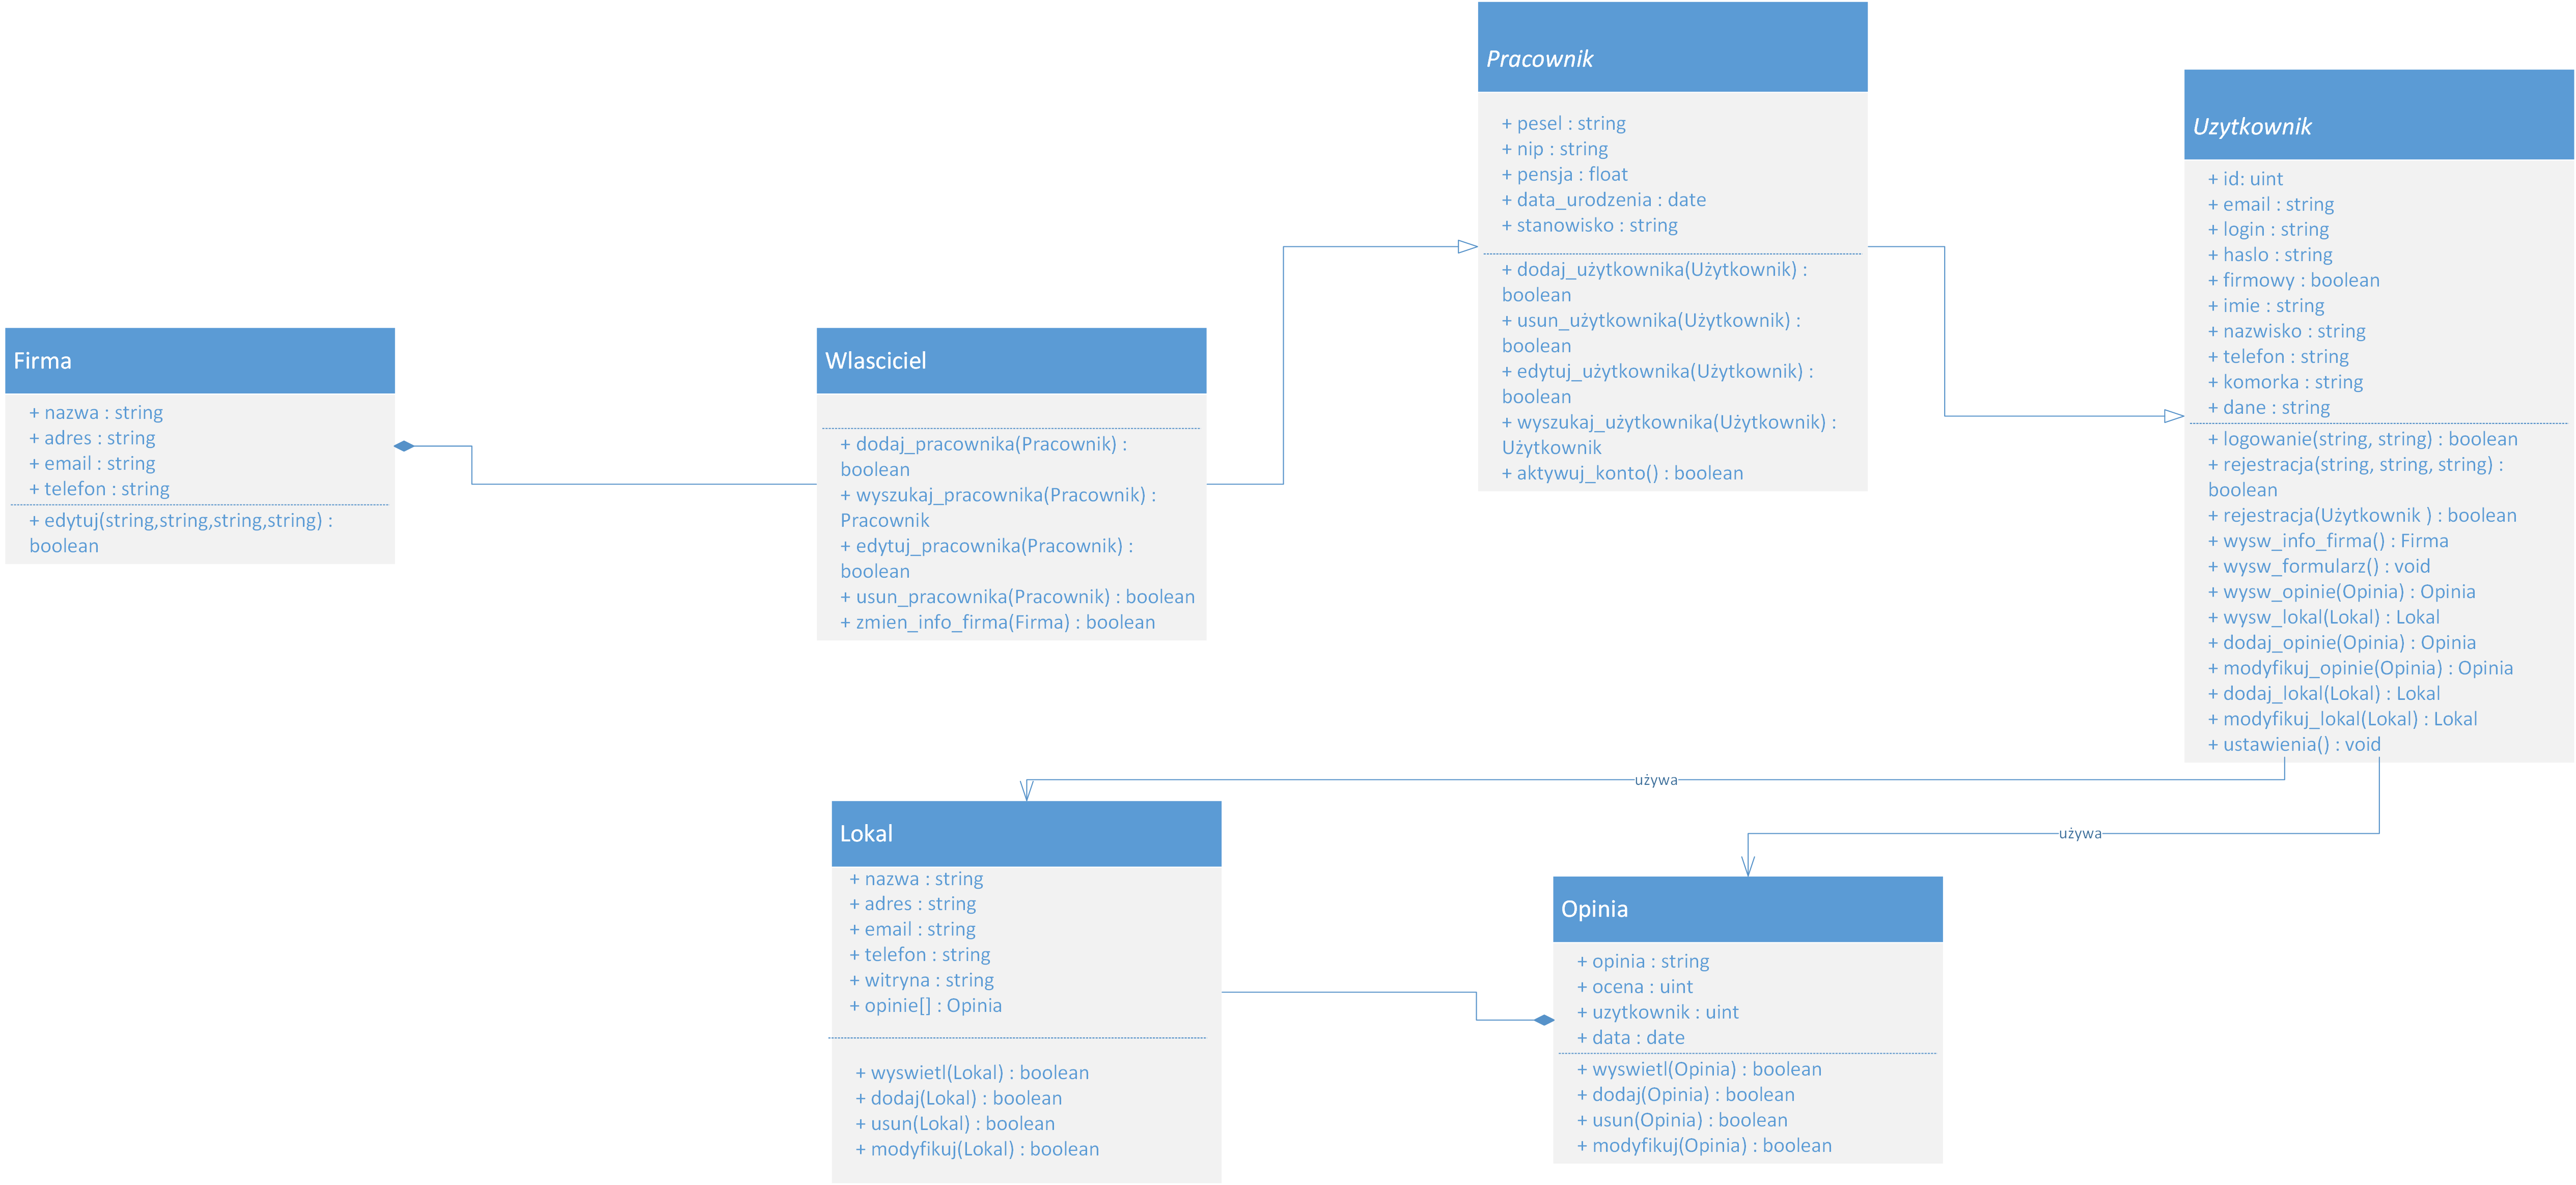 Pracownik
+ pesel : string
+ nip : string
+ pensja : float
+ data_urodzenia : date
+ stanowisko : string
+ dodaj_użytkownika(Użytkownik) :
boolean
+ usun_użytkownika(Użytkownik) :
boolean
+ edytuj_użytkownika(Użytkownik) :
boolean
+ wyszukaj_użytkownika(Użytkownik) :
Użytkownik
+ aktywuj_konto() : boolean
Uzytkownik
+ id: uint
+ email : string
+ login : string
+ haslo : string
+ firmowy : boolean
+ imie : string
+ nazwisko : string
+ telefon : string
+ komorka : string
+ dane : string
+ logowanie(string, string) : boolean
+ rejestracja(string, string, string) :
boolean
+ rejestracja(Użytkownik ) : boolean
+ wysw_info_firma() : Firma
+ wysw_formularz() : void
+ wysw_opinie(Opinia) : Opinia
+ wysw_lokal(Lokal) : Lokal
+ dodaj_opinie(Opinia) : Opinia
+ modyfikuj_opinie(Opinia) : Opinia
+ dodaj_lokal(Lokal) : Lokal
+ modyfikuj_lokal(Lokal) : Lokal
+ ustawienia() : void
Firma
+ nazwa : string
+ adres : string
+ email : string
+ telefon : string
+ edytuj(string,string,string,string) :
boolean
Wlasciciel
+ dodaj_pracownika(Pracownik) :
boolean
+ wyszukaj_pracownika(Pracownik) :
Pracownik
+ edytuj_pracownika(Pracownik) :
boolean
+ usun_pracownika(Pracownik) : boolean
+ zmien_info_firma(Firma) : boolean
używa
używa
Lokal
+ nazwa : string
+ adres : string
+ email : string
+ telefon : string
+ witryna : string
+ opinie[] : Opinia
+ wyswietl(Lokal) : boolean
+ dodaj(Lokal) : boolean
+ usun(Lokal) : boolean
+ modyfikuj(Lokal) : boolean
Opinia
+ opinia : string
+ ocena : uint
+ uzytkownik : uint
+ data : date
+ wyswietl(Opinia) : boolean
+ dodaj(Opinia) : boolean
+ usun(Opinia) : boolean
+ modyfikuj(Opinia) : boolean